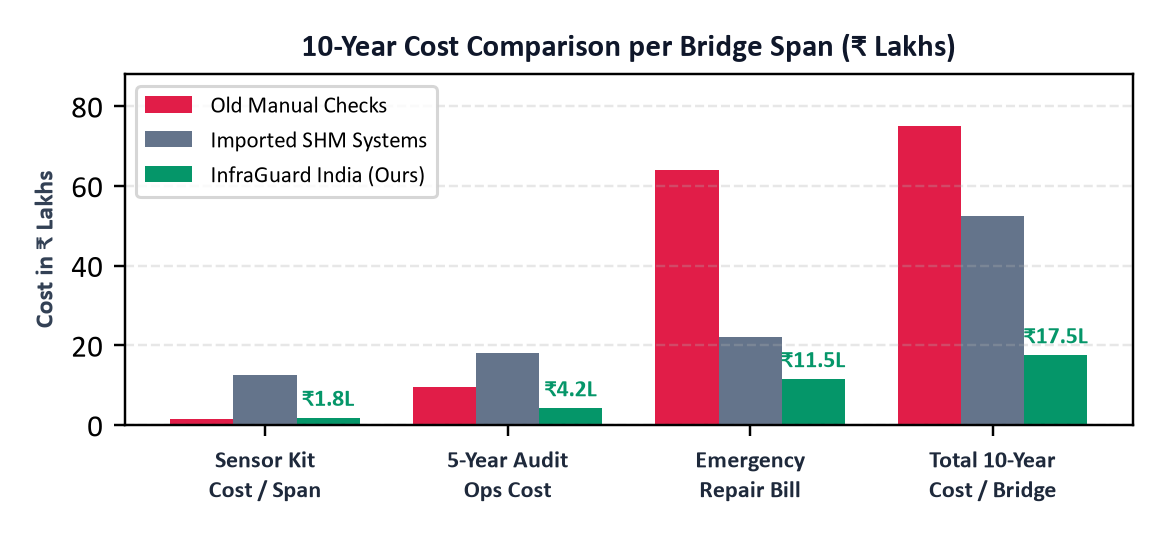 10-Year Cost Comparison per Bridge Span (₹ Lakhs)
Old Manual Checks
Imported SHM Systems
InfraGuard India (Ours)
Cost in ₹ Lakhs
80
60
40
20
0
₹1.8L
₹4.2L
₹11.5L
₹17.5L
Sensor Kit
Cost / Span
5-Year Audit
Ops Cost
Emergency
Repair Bill
Total 10-Year
Cost / Bridge